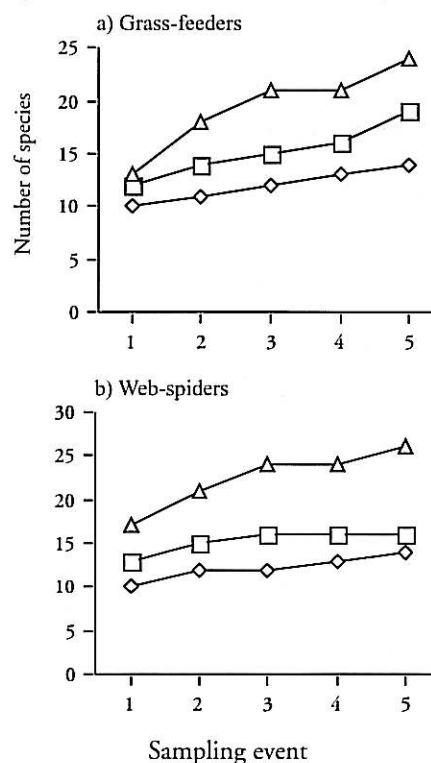 a) Grass-feeders
Number of species
25
20
15
10
5
0
1 2 3 4 5
b) Web-spiders
30
25
20
15
10
5
0
1 2 3 4 5
Sampling event